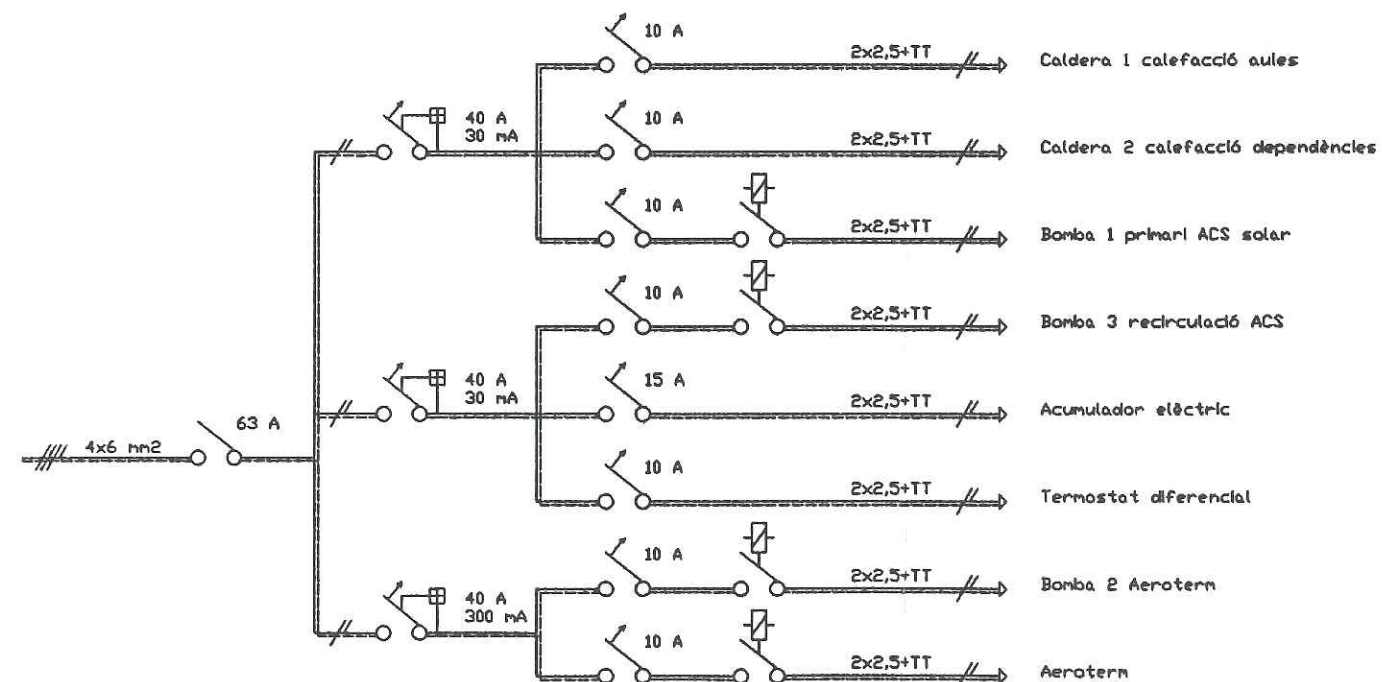 10 A
2x2,5+TT
Caldera 1 calefacció aules
40 A
30 mA
10 A
2x2,5+TT
Caldera 2 calefacció dependències
10 A
2x2,5+TT
Bomba 1 primari ACS solar
10 A
2x2,5+TT
Bomba 3 recirculació ACS
40 A
30 mA
15 A
2x2,5+TT
Acumulador elèctric
63 A
4x6 mm2
10 A
2x2,5+TT
Termostat diferencial
10 A
2x2,5+TT
Bomba 2 Aeroterm
40 A
300 mA
10 A
2x2,5+TT
Aeroterm